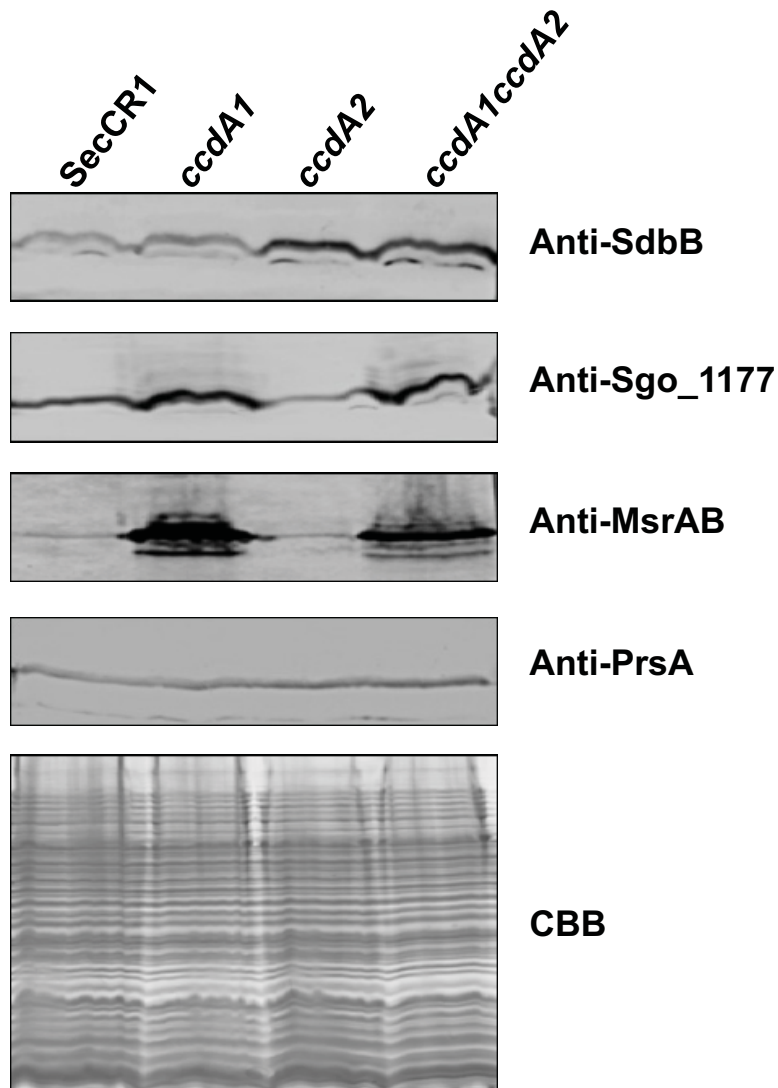 SecCR1
ccdA1
ccdA2
ccdA1ccdA2
Anti-SdbB
Anti-Sgo_1177
Anti-MsrAB
Anti-PrsA
CBB